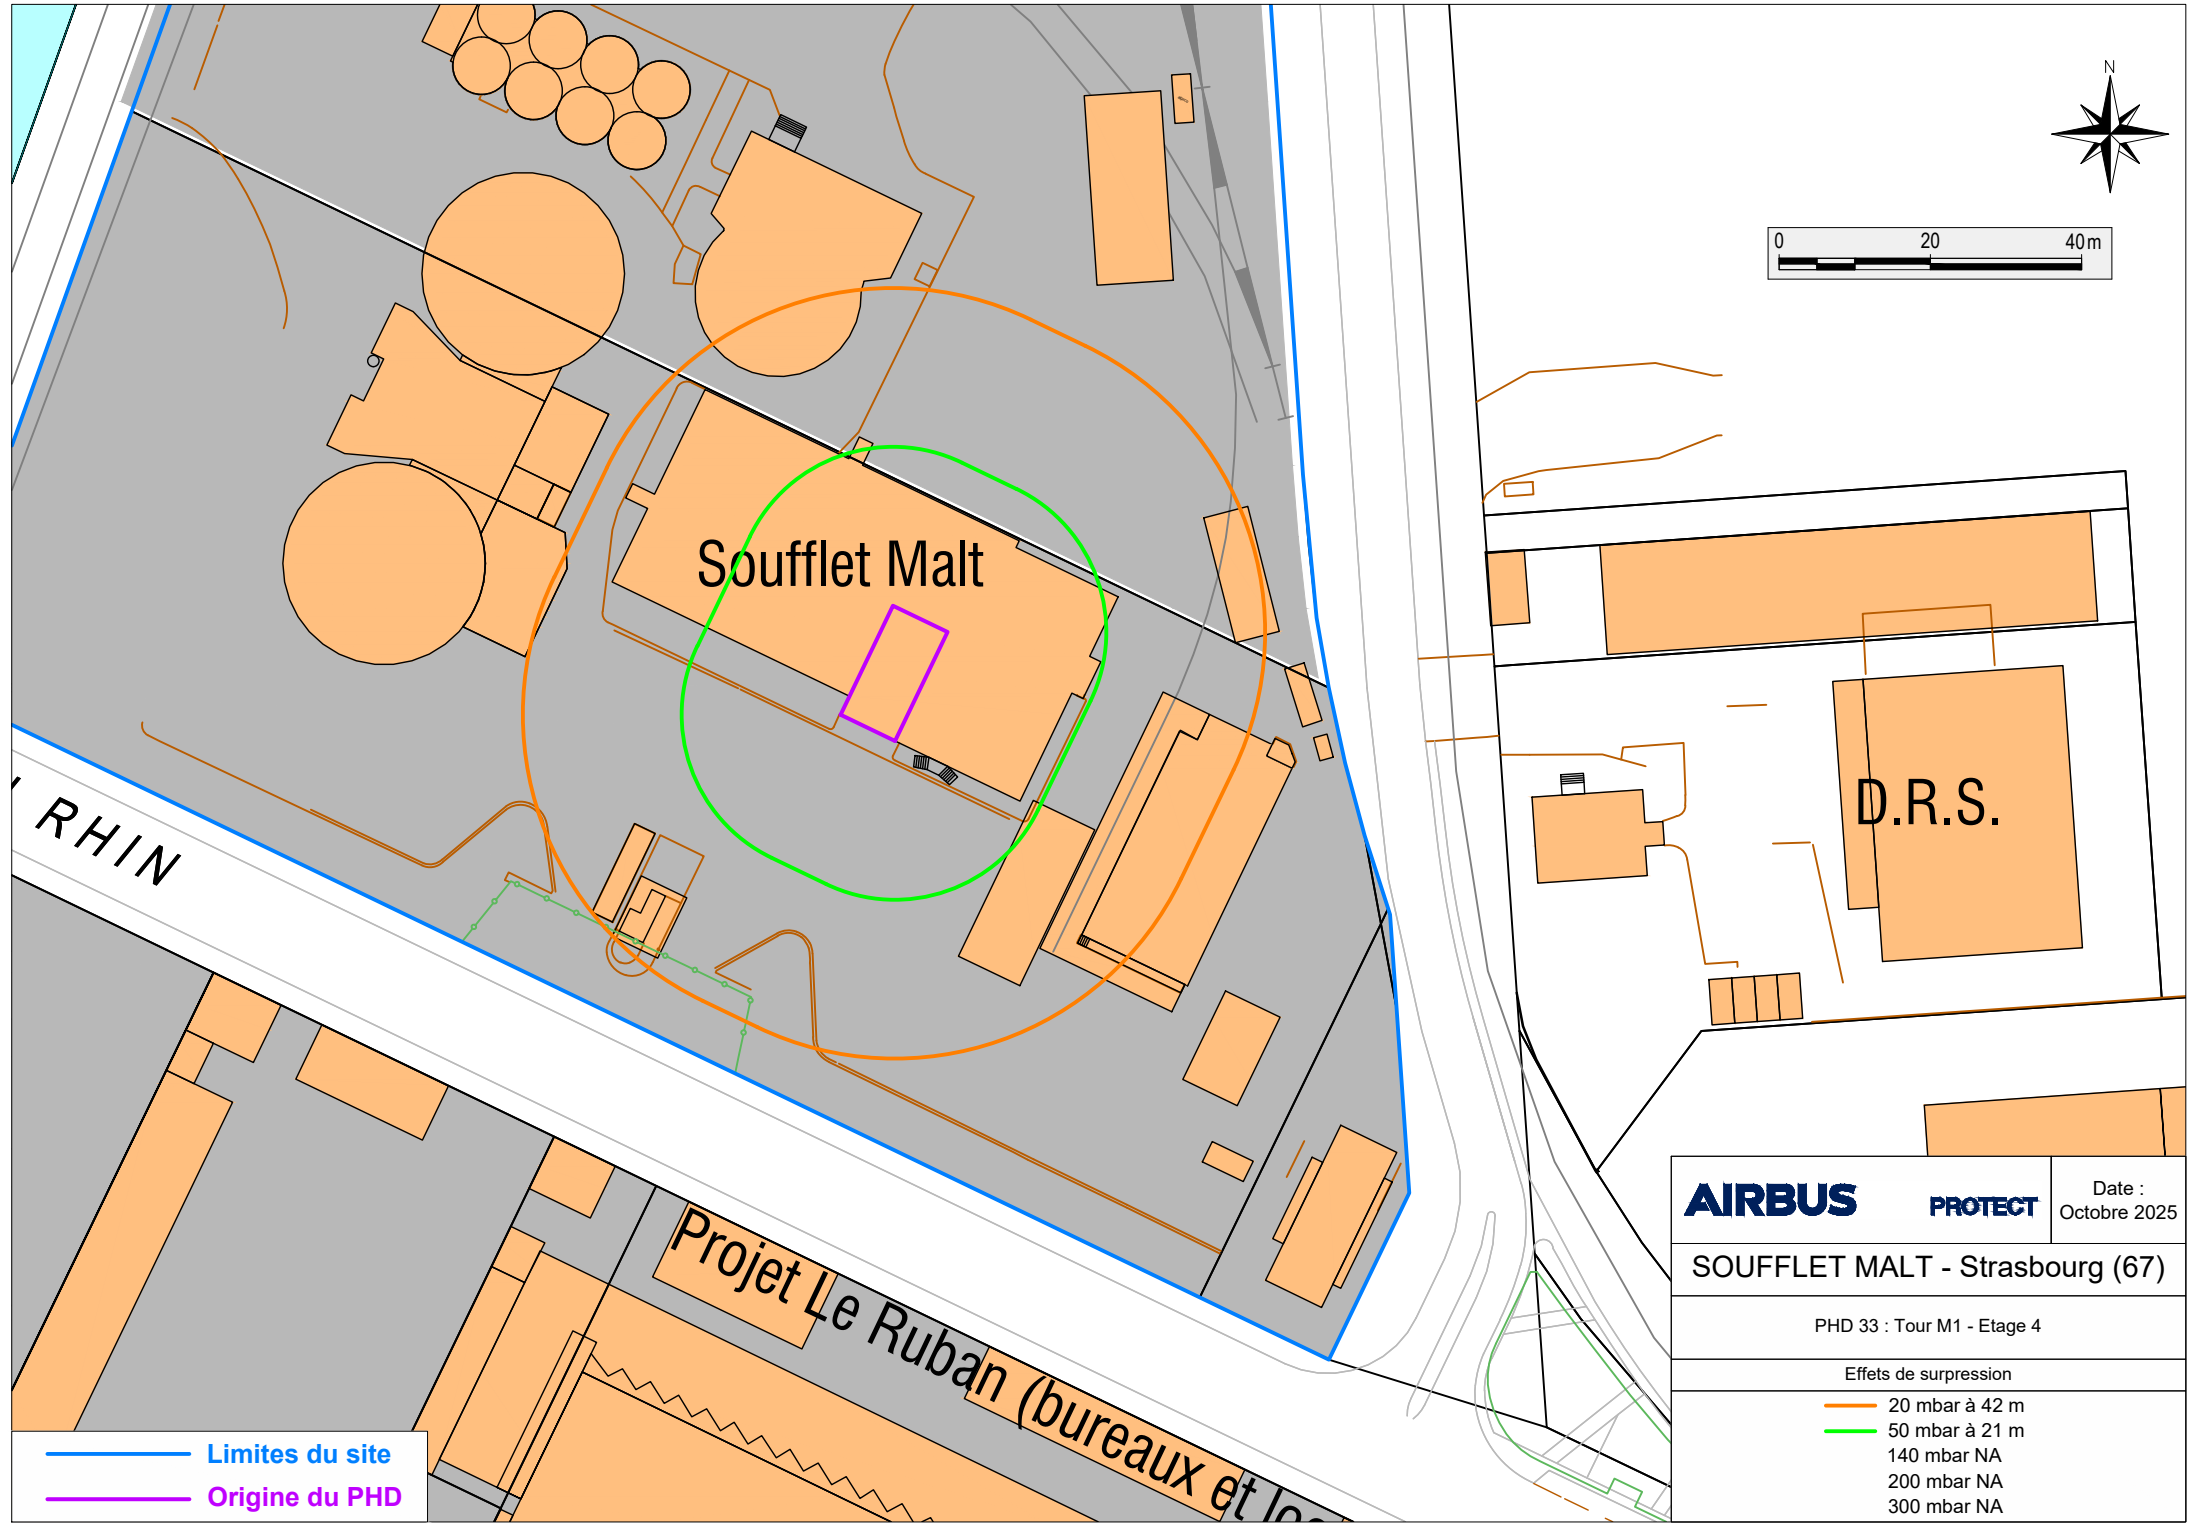 N
0 20 40m
Soufflet Malt
D.R.S.
RHIN
Projet Le Ruban (bureaux et
AIRBUS PROTECT
Date :
Octobre 2025
SOUFFLET MALT - Strasbourg (67)
PHD 33 : Tour M1 - Etage 4
Effets de surpression
20 mbar à 42 m
50 mbar à 21 m
140 mbar NA
200 mbar NA
300 mbar NA
Limites du site
Origine du PHD